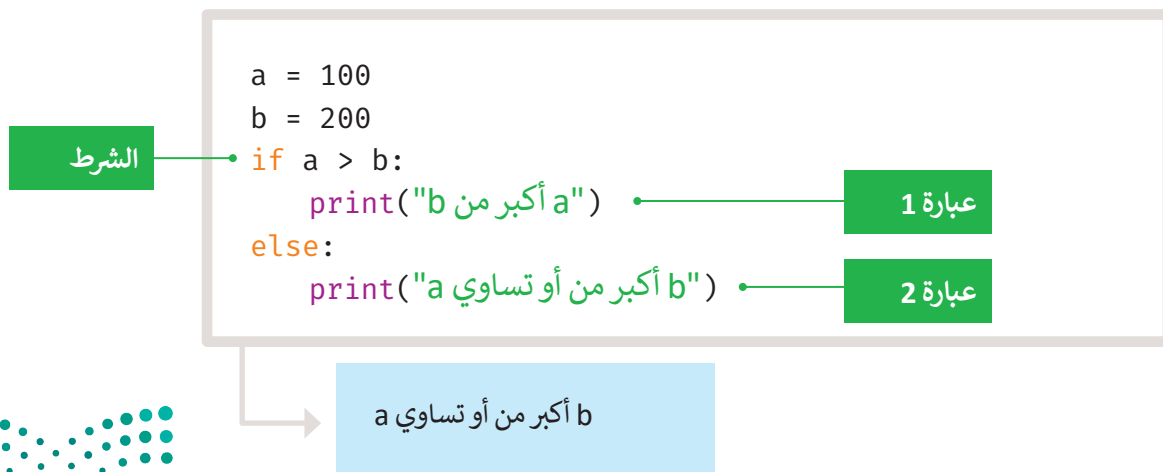 a = 100
b = 200
if a > b:
الشرط
print("a أكبر من b")
عبارة 1
else:
print("b أكبر من أو تساوي a")
عبارة 2
b أكبر من أو تساوي a